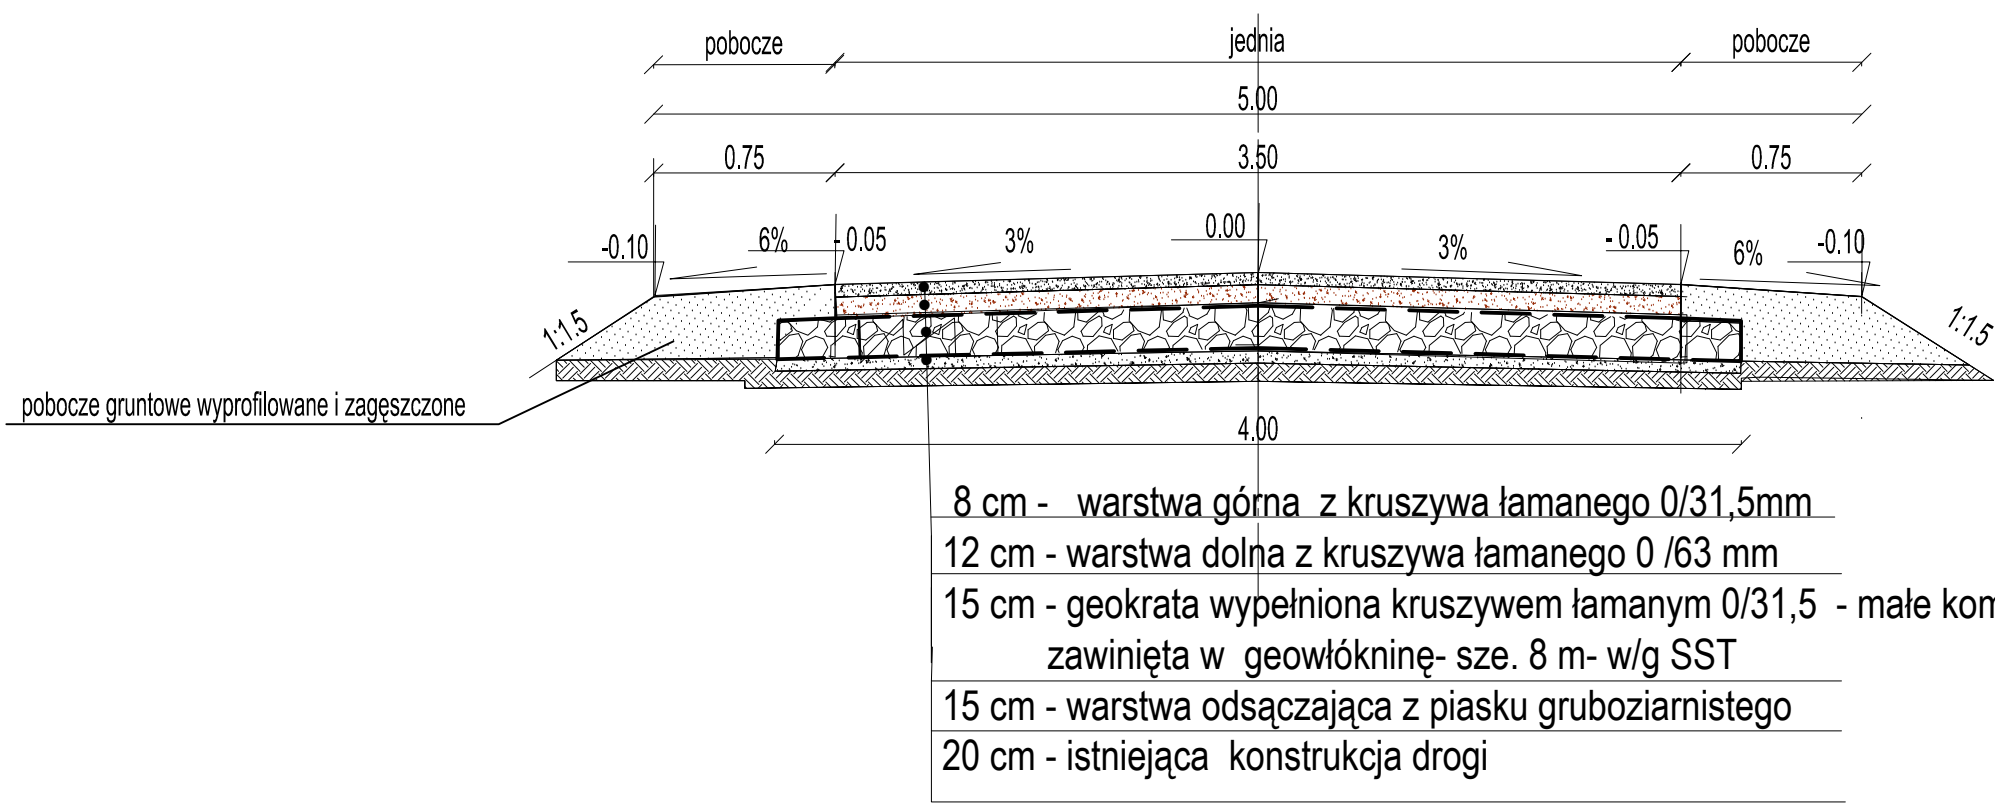 pobocze jednia pobocze
5.00
0.75 3.50 0.75
-0.10 6% - 0.05 3% 0.00 3% - 0.05 6% -0.10
1:1.5 1:1.5
pobocze gruntowe wyprofilowane i zagęszczone
4.00
8 cm - warstwa górna z kruszywa łamanego 0/31,5mm
12 cm - warstwa dolna z kruszywa łamanego 0 /63 mm
15 cm - geokrata wypełniona kruszywem łamanym 0/31,5 - małe
zawinięta w geowłókninę- sze. 8 m- w/g SST
15 cm - warstwa odsączająca z piasku gruboziarnistego
20 cm - istniejąca konstrukcja drogi